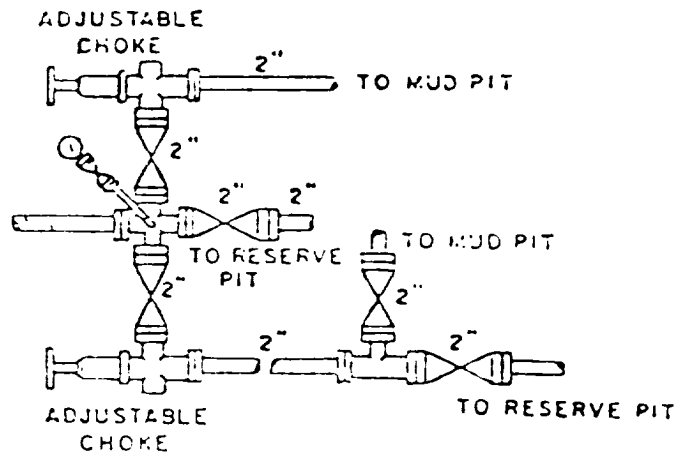 ADJUSTABLE
CHOKE
2"
TO MUD PIT
2"
2"
2"
TO RESERVE
PIT
TO MUD PIT
2"
2"
2"
2"
TO RESERVE PIT
ADJUSTABLE
CHOKE